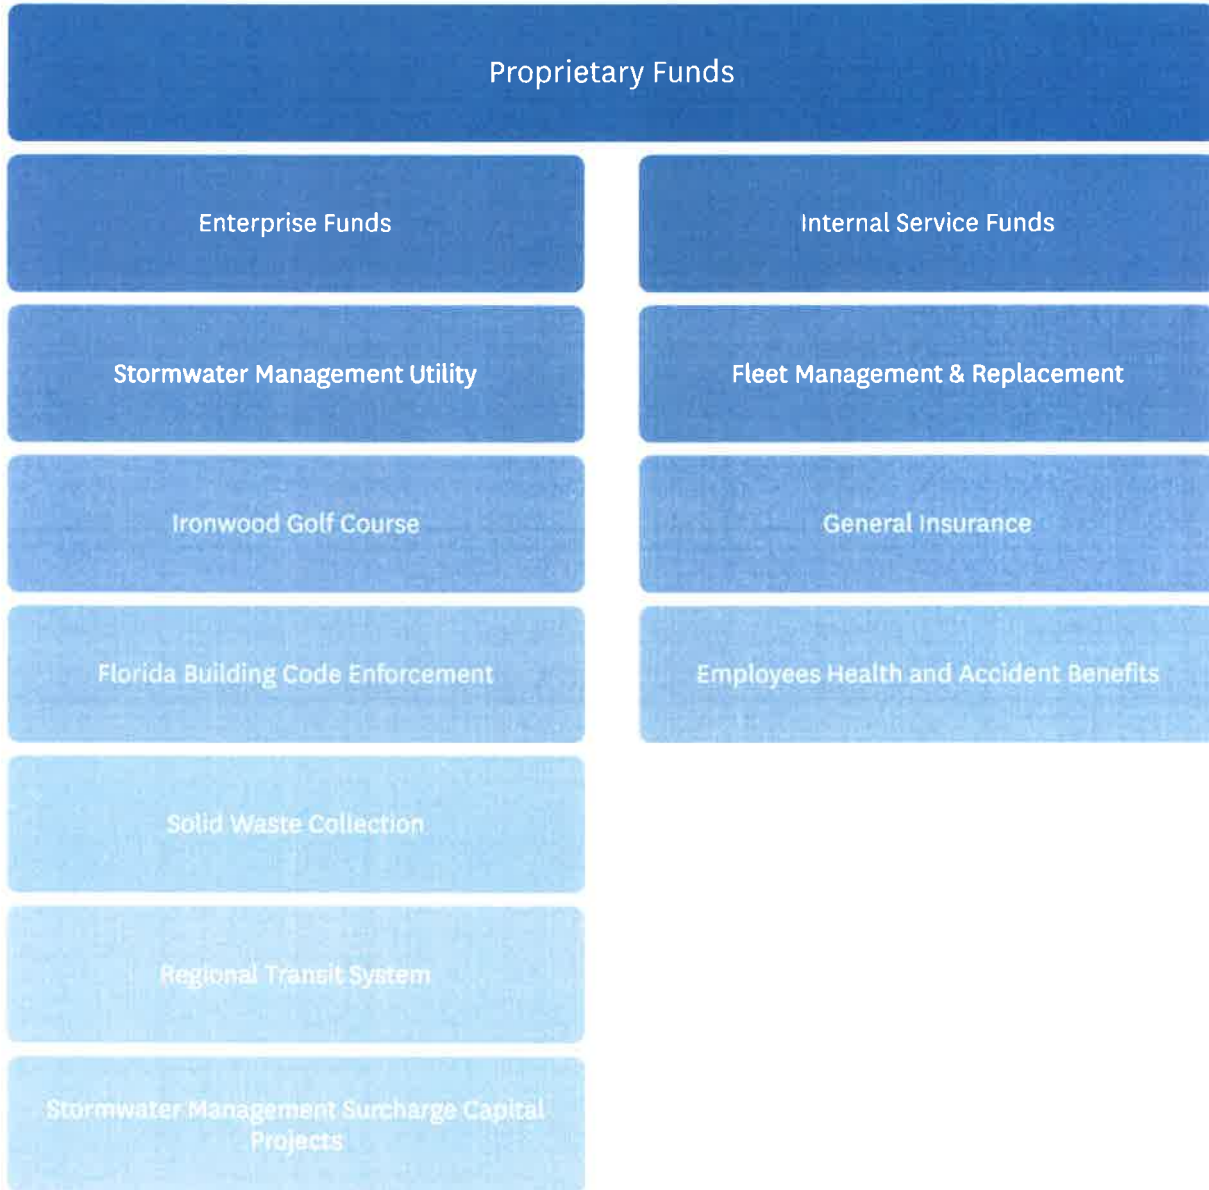 Proprietary Funds
Enterprise Funds
Internal Service Funds
Stormwater Management Utility
Fleet Management & Replacement
Ironwood Golf Course
General Insurance
Florida Building Code Enforcement
Employees Health and Accident Benefits
Solid Waste Collection
Regional Transit System
Stormwater Management Surcharge Capital
Projects